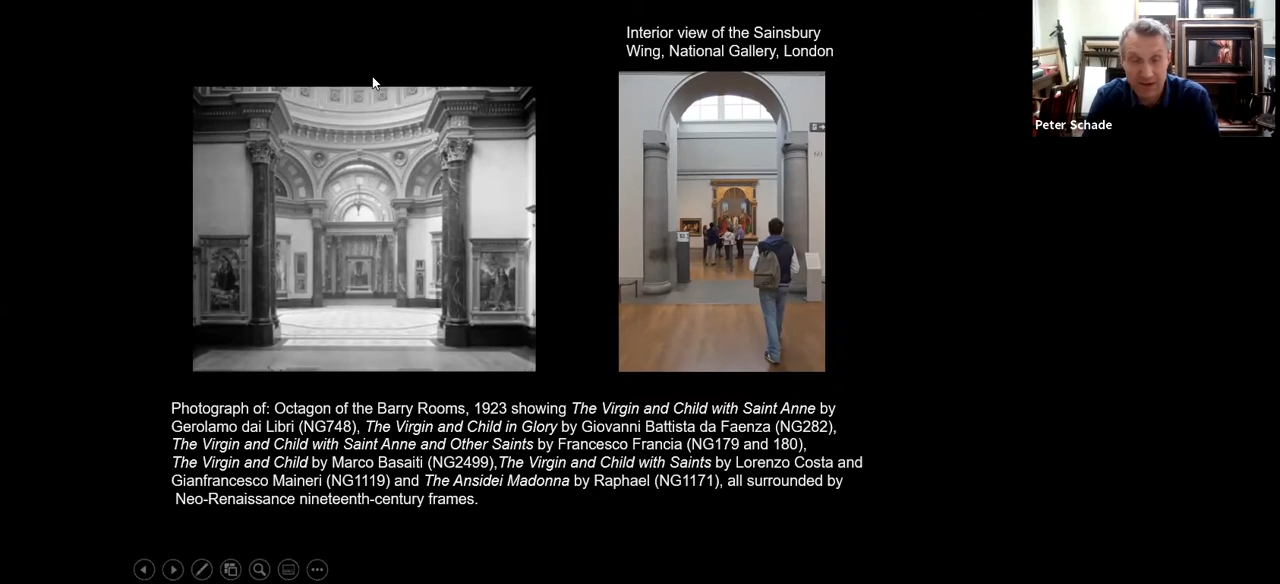 Interior view of the Sainsbury
Wing, National Gallery, London
Peter Schade
Photograph of: Octagon of the Barry Rooms, 1923 showing The Virgin and Child with Saint Anne by
Gerolamo dai Libri (NG748), The Virgin and Child in Glory by Giovanni Battista da Faenza (NG282),
The Virgin and Child with Saint Anne and Other Saints by Francesco Francia (NG179 and 180),
The Virgin and Child by Marco Basaiti (NG2499),The Virgin and Child with Saints by Lorenzo Costa and
Gianfrancesco Maineri (NG1119) and The Ansidei Madonna by Raphael (NG1171), all surrounded by
Neo-Renaissance nineteenth-century frames.